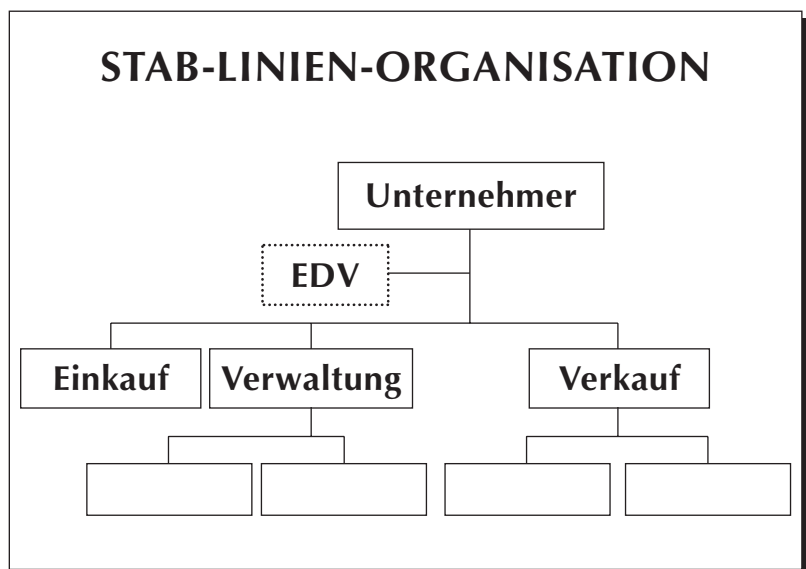 STAB-LINIEN-ORGANISATION
Unternehmer
EDV
Einkauf
Verwaltung
Verkauf